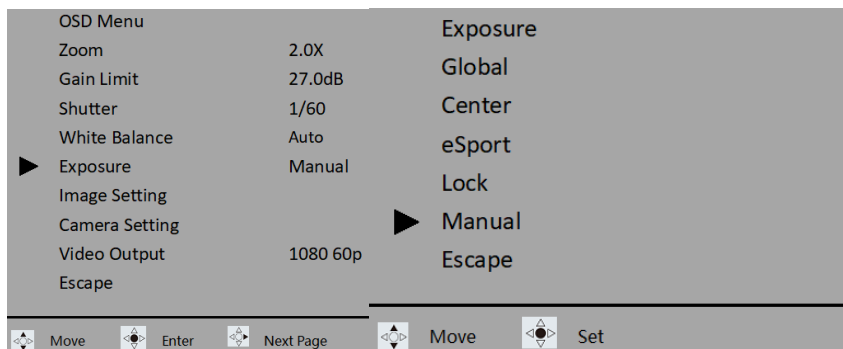 OSD Menu
Zoom 2.0X
Gain Limit 27.0dB
Shutter 1/60
White Balance Auto
Exposure Manual
Image Setting
Camera Setting
Video Output 1080 60p
Escape
Move Enter Next Page
Exposure
Global
Center
eSport
Lock
Manual
Escape
Move Set